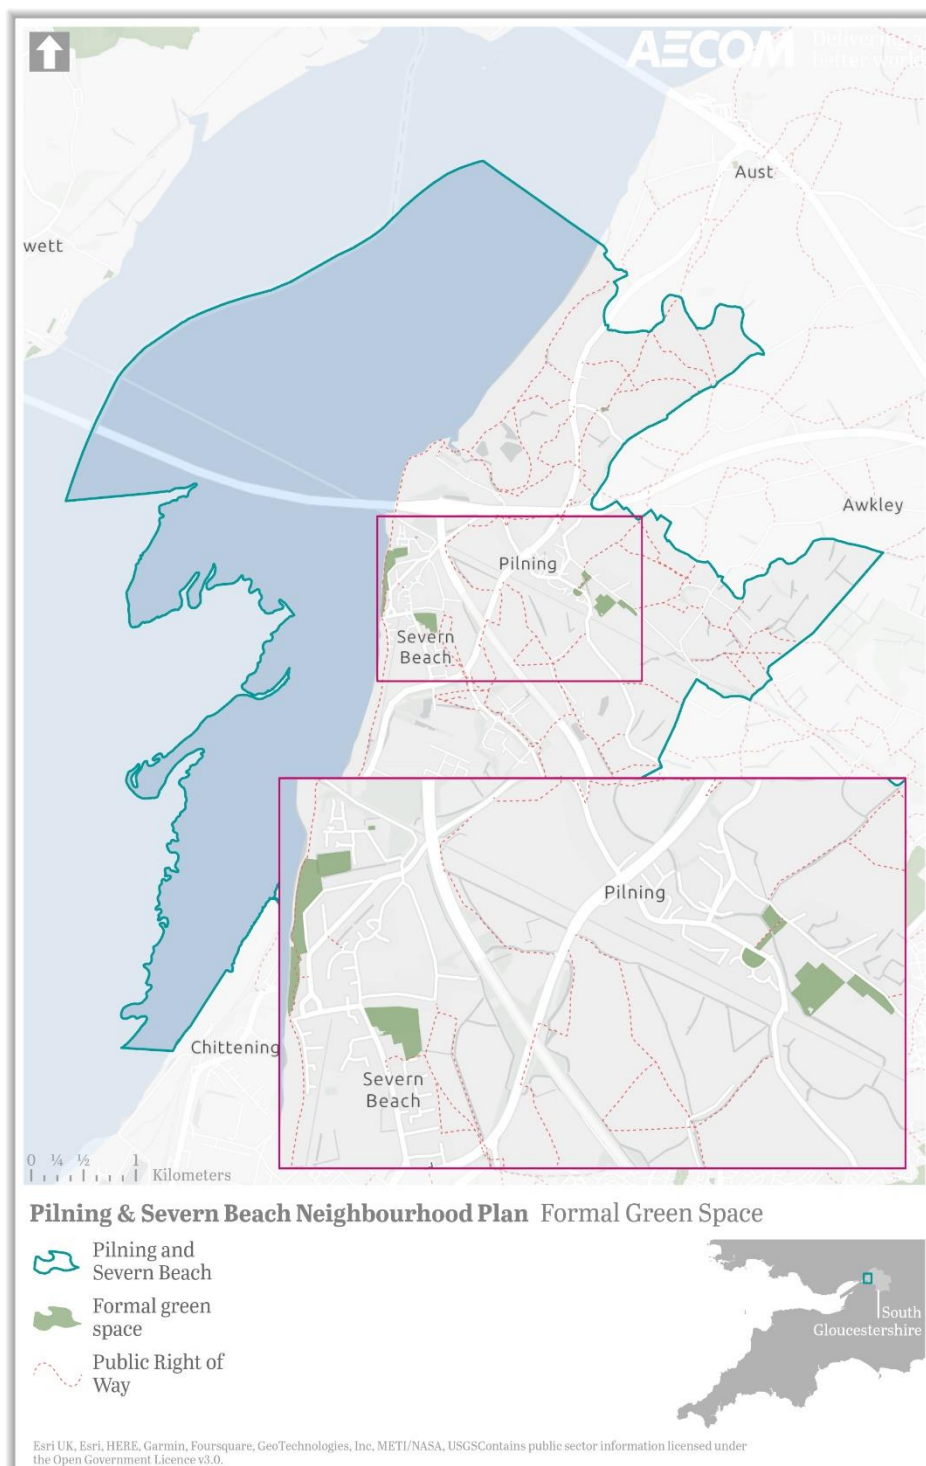 AECOM Delivering a
better world
Aust
wett
Awkley
Pilning
Severn
Beach
Pilning
Chittening
Severn
Beach
0 ¼ ½ 1
Kilometers
Pilning & Severn Beach Neighbourhood Plan Formal Green Space
Pilning and
Severn Beach
Formal green
space
Public Right of
Way
South
Gloucestershire
Esri UK, Esri, HERE, Garmin, Foursquare, GeoTechnologies, Inc, METI/NASA, USGSContains public sector information licensed under
the Open Government Licence v3.0.